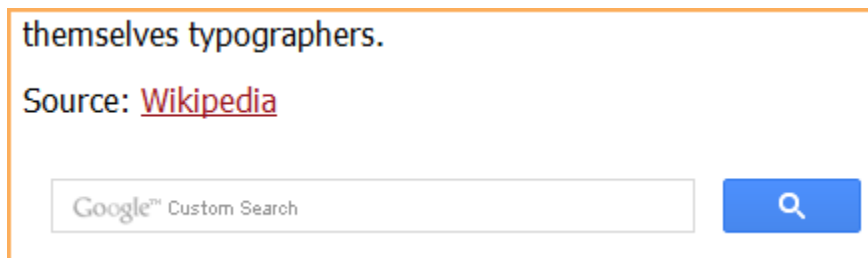 themselves typographers.
Source: Wikipedia
Google™ Custom Search